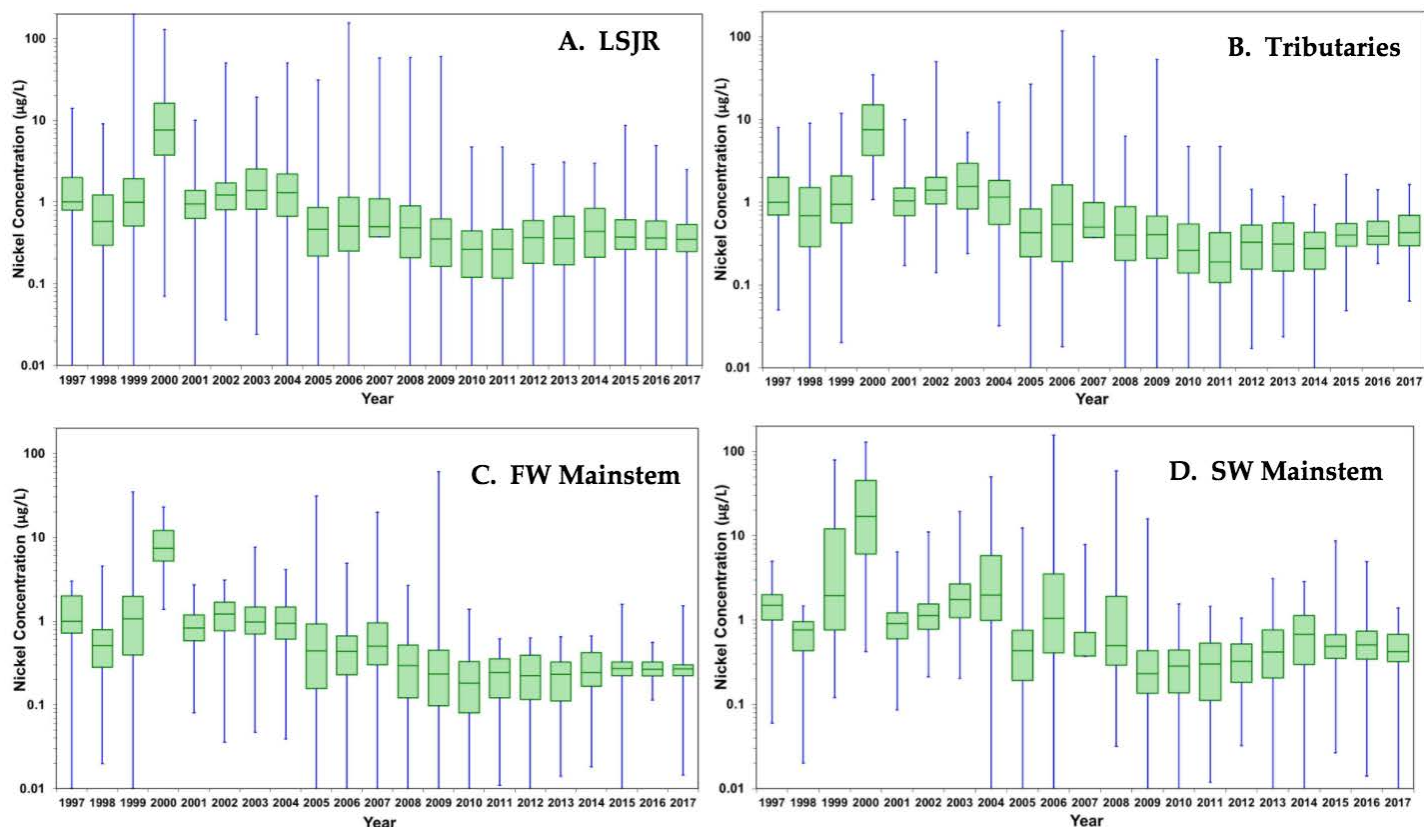 A. LSJR
Nickel Concentration (µg/L)
100
10
1
0.1
0.01
1997 1998 1999 2000 2001 2002 2003 2004 2005 2006 2007 2008 2009 2010 2011 2012 2013 2014 2015 2016 2017
Year
B. Tributaries
Nickel Concentration (µg/L)
100
10
1
0.1
0.01
1997 1998 1999 2000 2001 2002 2003 2004 2005 2006 2007 2008 2009 2010 2011 2012 2013 2014 2015 2016 2017
Year
C. FW Mainstem
Nickel Concentration (µg/L)
100
10
1
0.1
0.01
1997 1998 1999 2000 2001 2002 2003 2004 2005 2006 2007 2008 2009 2010 2011 2012 2013 2014 2015 2016 2017
Year
D. SW Mainstem
Nickel Concentration (µg/L)
100
10
1
0.1
0.01
1997 1998 1999 2000 2001 2002 2003 2004 2005 2006 2007 2008 2009 2010 2011 2012 2013 2014 2015 2016 2017
Year